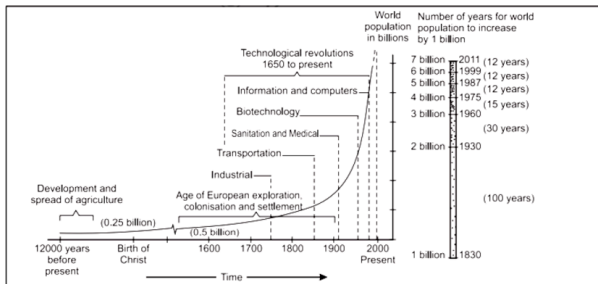 World
population
in billions
Number of years for world
population to increase
by 1 billion
Technological revolutions
1650 to present
Information and computers
Biotechnology
Sanitation and Medical
Transportation
Industrial
Development and
spread of agriculture
Age of European exploration,
colonisation and settlement
(0.25 billion)
(0.5 billion)
12000 years
before
present
Birth of
Christ
1600
1700
1800
1900
2000
Present
Time
7 billion 2011
(12 years)
6 billion 1999
(12 years)
5 billion 1987
(12 years)
4 billion 1975
(15 years)
3 billion 1960
(30 years)
2 billion 1930
(100 years)
1 billion 1830